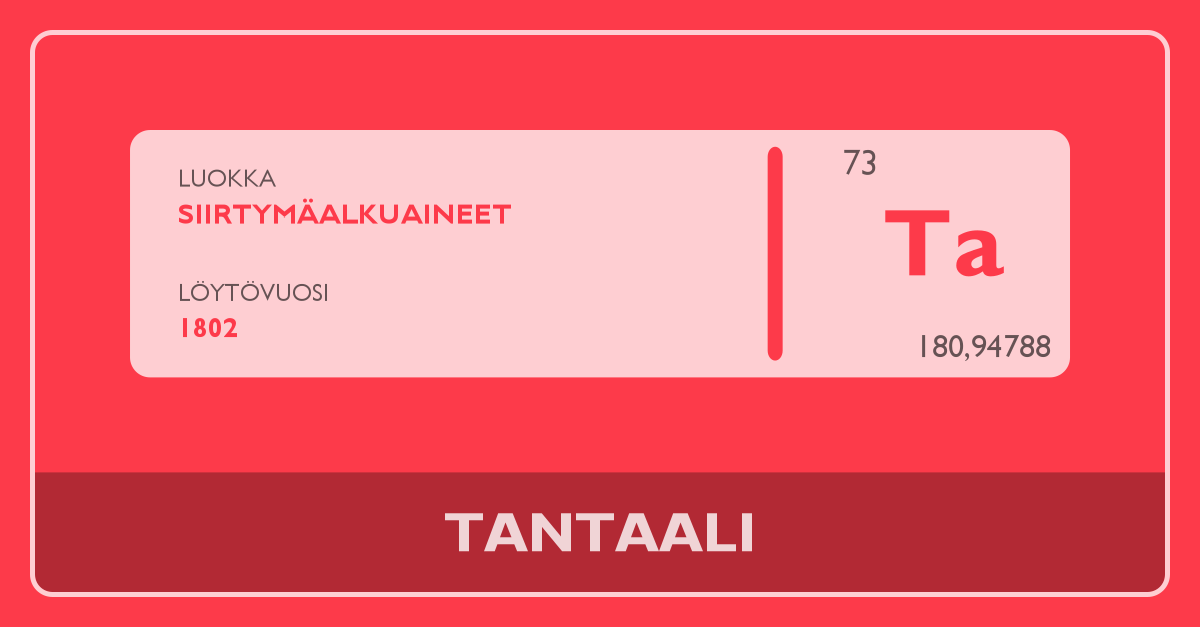 LUOKKA
SIIRTYMÄALKUAINEET
LÖYTÖVUOSI
1802
73
Ta
180,94788
TANTAALI